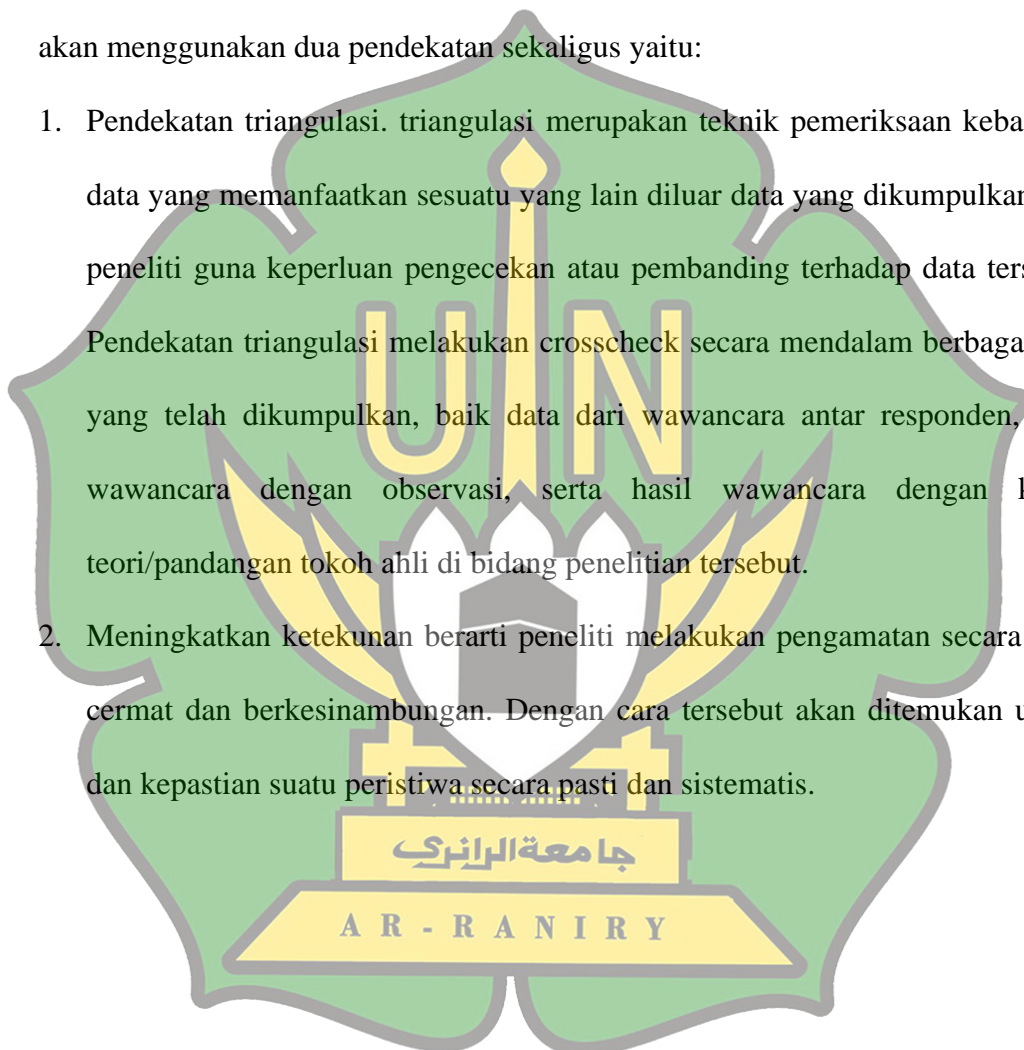 akan menggunakan dua pendekatan sekaligus yaitu:
1. Pendekatan triangulasi. triangulasi merupakan teknik pemeriksaan keba
data yang memanfaatkan sesuatu yang lain diluar data yang dikumpulkan
peneliti guna keperluan pengecekan atau pembanding terhadap data ters
Pendekatan triangulasi melakukan crosscheck secara mendalam berbaga
yang telah dikumpulkan, baik data dari wawancara antar responden,
wawancara dengan observasi, serta hasil wawancara dengan
teori/pandangan tokoh ahli di bidang penelitian tersebut.
2. Meningkatkan ketekunan berarti peneliti melakukan pengamatan secara
cermat dan berkesinambungan. Dengan cara tersebut akan ditemukan u
dan kepastian suatu peristiwa secara pasti dan sistematis.
UIN
جامعة الرانري
AR-RANIRY